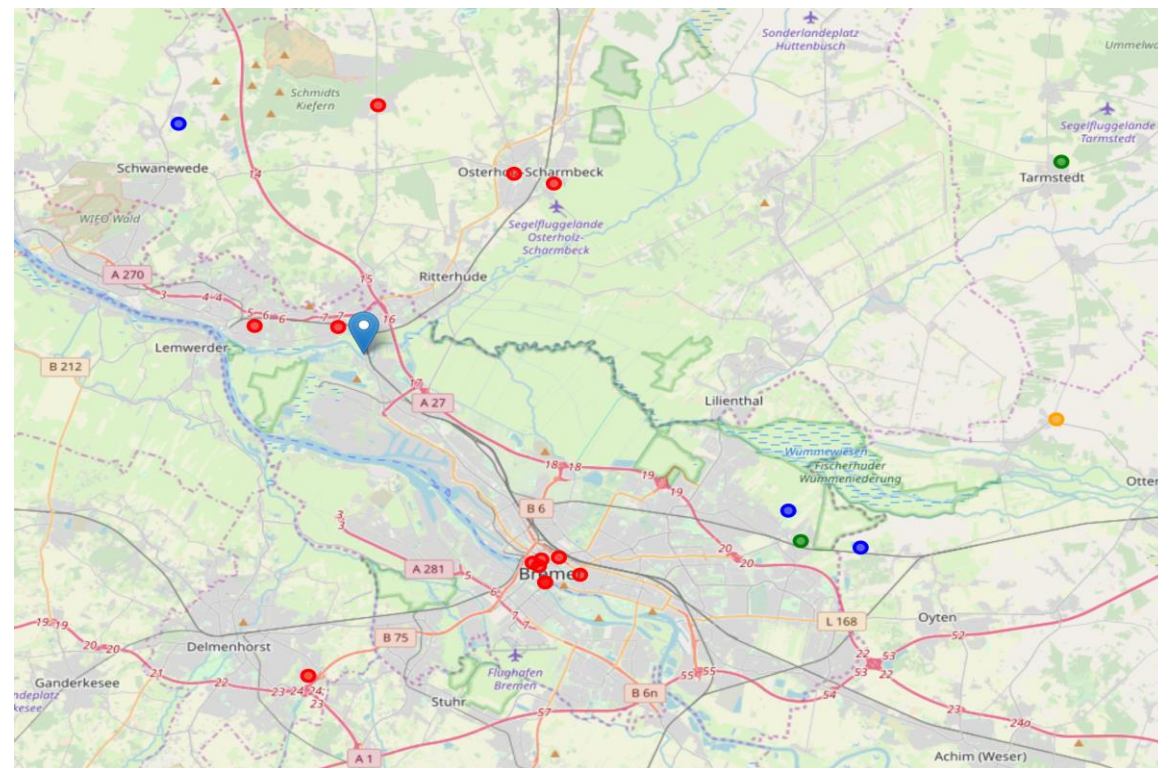 Sonderlandeplatz
Hüttenbusch
Schmidts
Kiefern
Segelfluggelände
Tarmstedt
Schwanewede
14
Osterholz-Scharmbeck
Tarmstedt
WIFO Wald
Segelfluggelände
Osterholz-
Scharmbeck
A 270
15
Ritterhude
3
4
4
5
6
6
7
7
16
Lemwerder
B 212
17
A 27
Lilienthal
Wümmewiesen
18
18
19
Fischerhuder
Wümmeniederung
19
B 6
3
3
20
20
A 281
5
Bremen
6
7
7
L 168
Oyten
19
19
B 75
52
20
20
Delmenhorst
22
53
21
Flughafen
Bremen
55
55
53
22
Ganderkesee
22
23
24
24
23
B 6n
54
Stuhr
57
23
24a
A 1
Achim (Weser)